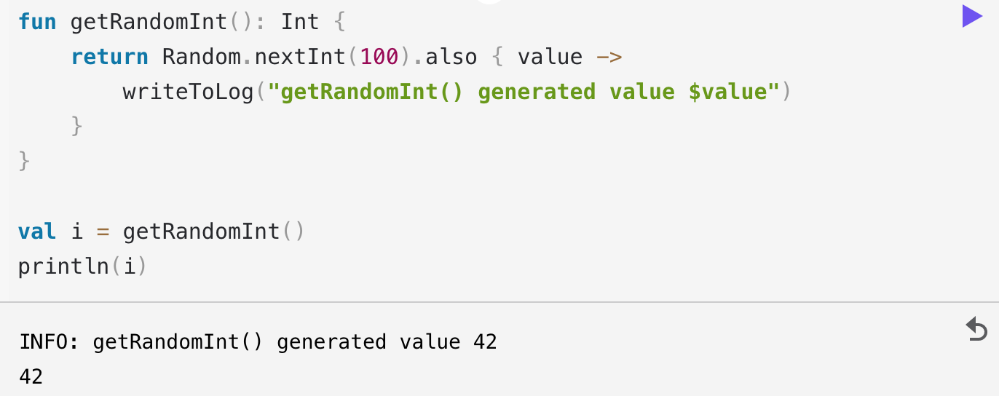 fun getRandomInt(): Int {
    return Random.nextInt(100).also { value ->
        writeToLog("getRandomInt() generated value $value")
    }
}

val i = getRandomInt()
println(i)
INFO: getRandomInt() generated value 42
42